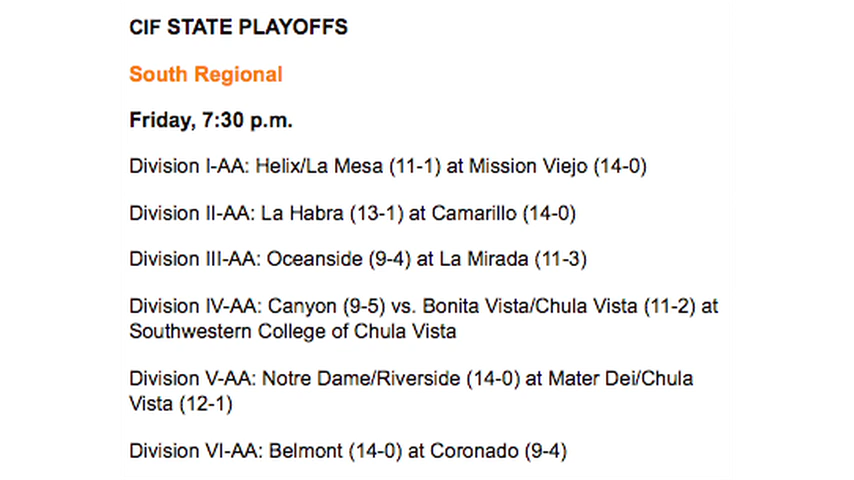 CIF STATE PLAYOFFS
South Regional
Friday, 7:30 p.m.
Division I-AA: Helix/La Mesa (11-1) at Mission Viejo (14-0)
Division II-AA: La Habra (13-1) at Camarillo (14-0)
Division III-AA: Oceanside (9-4) at La Mirada (11-3)
Division IV-AA: Canyon (9-5) vs. Bonita Vista/Chula Vista (11-2) at
Southwestern College of Chula Vista
Division V-AA: Notre Dame/Riverside (14-0) at Mater Dei/Chula
Vista (12-1)
Division VI-AA: Belmont (14-0) at Coronado (9-4)